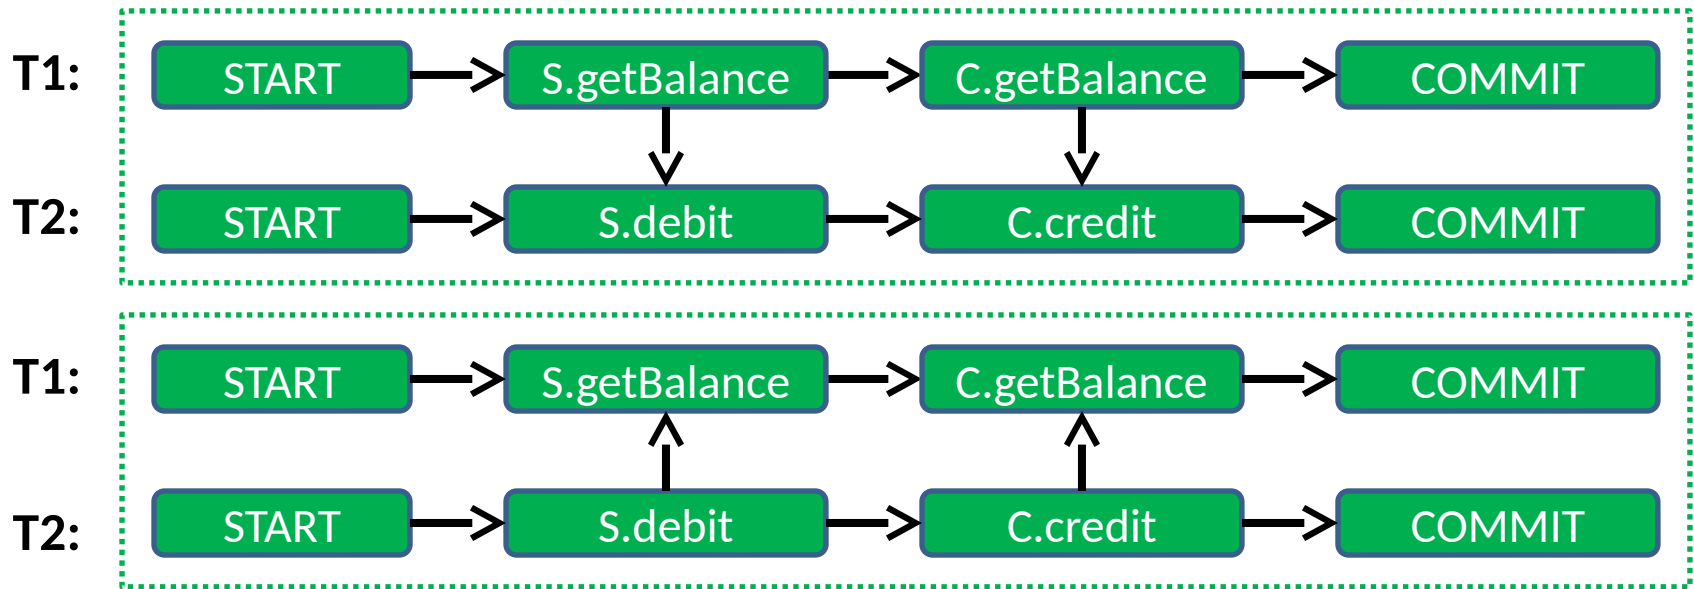 T1: START S.getBalance C.getBalance COMMIT
T2: START S.debit C.credit COMMIT
T1: START S.getBalance C.getBalance COMMIT
T2: START S.debit C.credit COMMIT